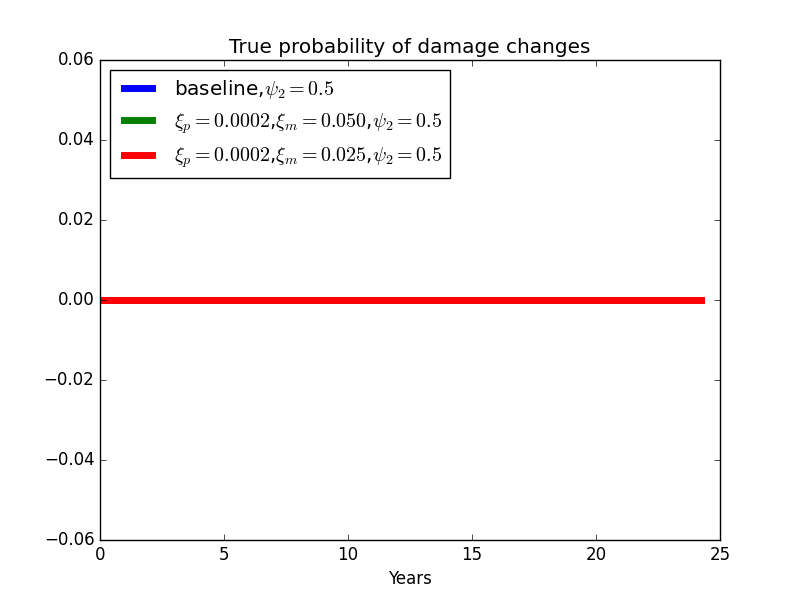 True probability of damage changes
baseline,ψ₂ = 0.5
ξₚ = 0.0002,ξₘ = 0.050,ψ₂ = 0.5
ξₚ = 0.0002,ξₘ = 0.025,ψ₂ = 0.5
0.06
0.04
0.02
0.00
−0.02
−0.04
−0.06
0 5 10 15 20 25
Years